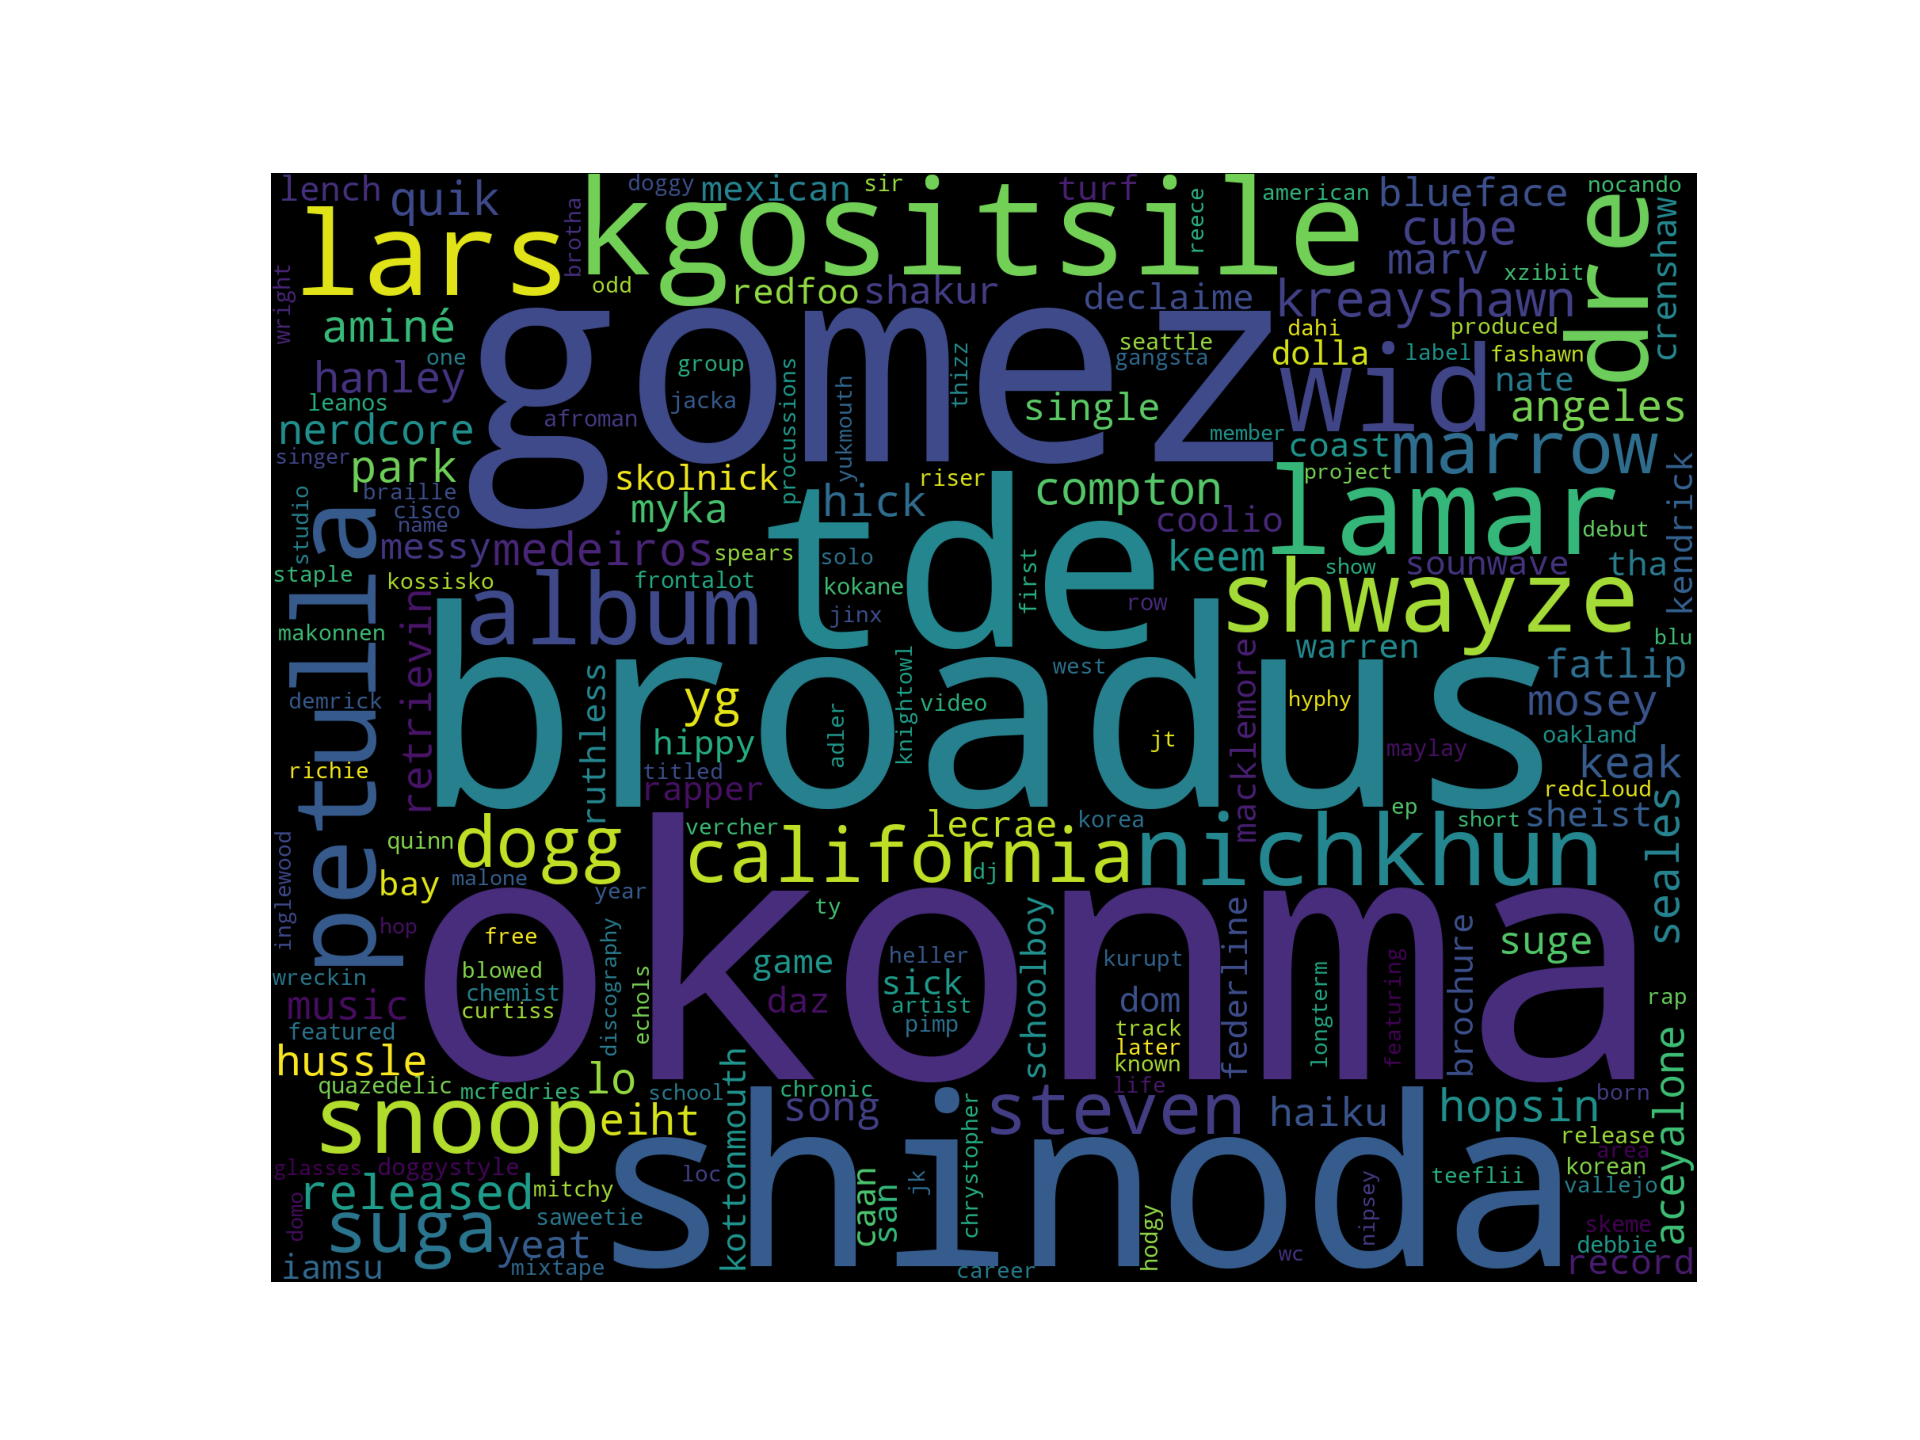 lench
quik
doggy
mexican
sir
turf
american
blueface
nocando
lars
brotha
kgositsile
reece
cube
dre
crenshaw
marv
xzibit
wright
odd
redfoo
shakur
declaime
kreayshawn
aminé
gomez
seattle
dahi
produced
one
group
procussions
thizz
gangsta
dolla
label
fashawn
hanley
wid
nate
leanos
jacka
yukmouth
single
angeles
afroman
nerdcore
member
coast
marrow
singer
park
skolnick
riser
compton
project
kendrick
braille
cisco
name
myka
hick
tde
coolio
lamar
debut
studio
petulla
messy
medeiros
spears
solo
first
keem
show
sounwave
tha
staple
kossisko
frontalot
kokane
shwayze
retrievin
album
jinx
row
makonnen
broadus
warren
blu
ruthless
knightowl
west
macklemore
fatlip
demrick
yg
adler
video
hyphy
mosey
hippy
jt
maylay
oakland
richie
titled
rapper
keak
redcloud
ep
short
sheist
inglewood
quinn
dogg
vercher
california
lecrae
korea
nichkhun
seales
bay
malone
year
dj
hop
okonma
free
ty
schoolboy
federline
brochure
suge
discography
blowed
chemist
curtiss
echols
game
heller
sick
artist
pimp
kurupt
longterm
featuring
wreckin
music
daz
dom
rap
featured
track
later
known
hussle
aceyalone
quazedelic
mcfedries
lo
school
chronic
life
born
kottonmouth
snoop
eiht
song
chrystopher
steven
haiku
hopsin
release
area
glasses
doggystyle
shinoda
loc
caan
san
jk
nipsey
teeflii
korean
released
mitchy
vallejo
domo
suga
saweetie
hodgy
skeme
yeat
wc
debbie
iamsu
mixtape
career
record